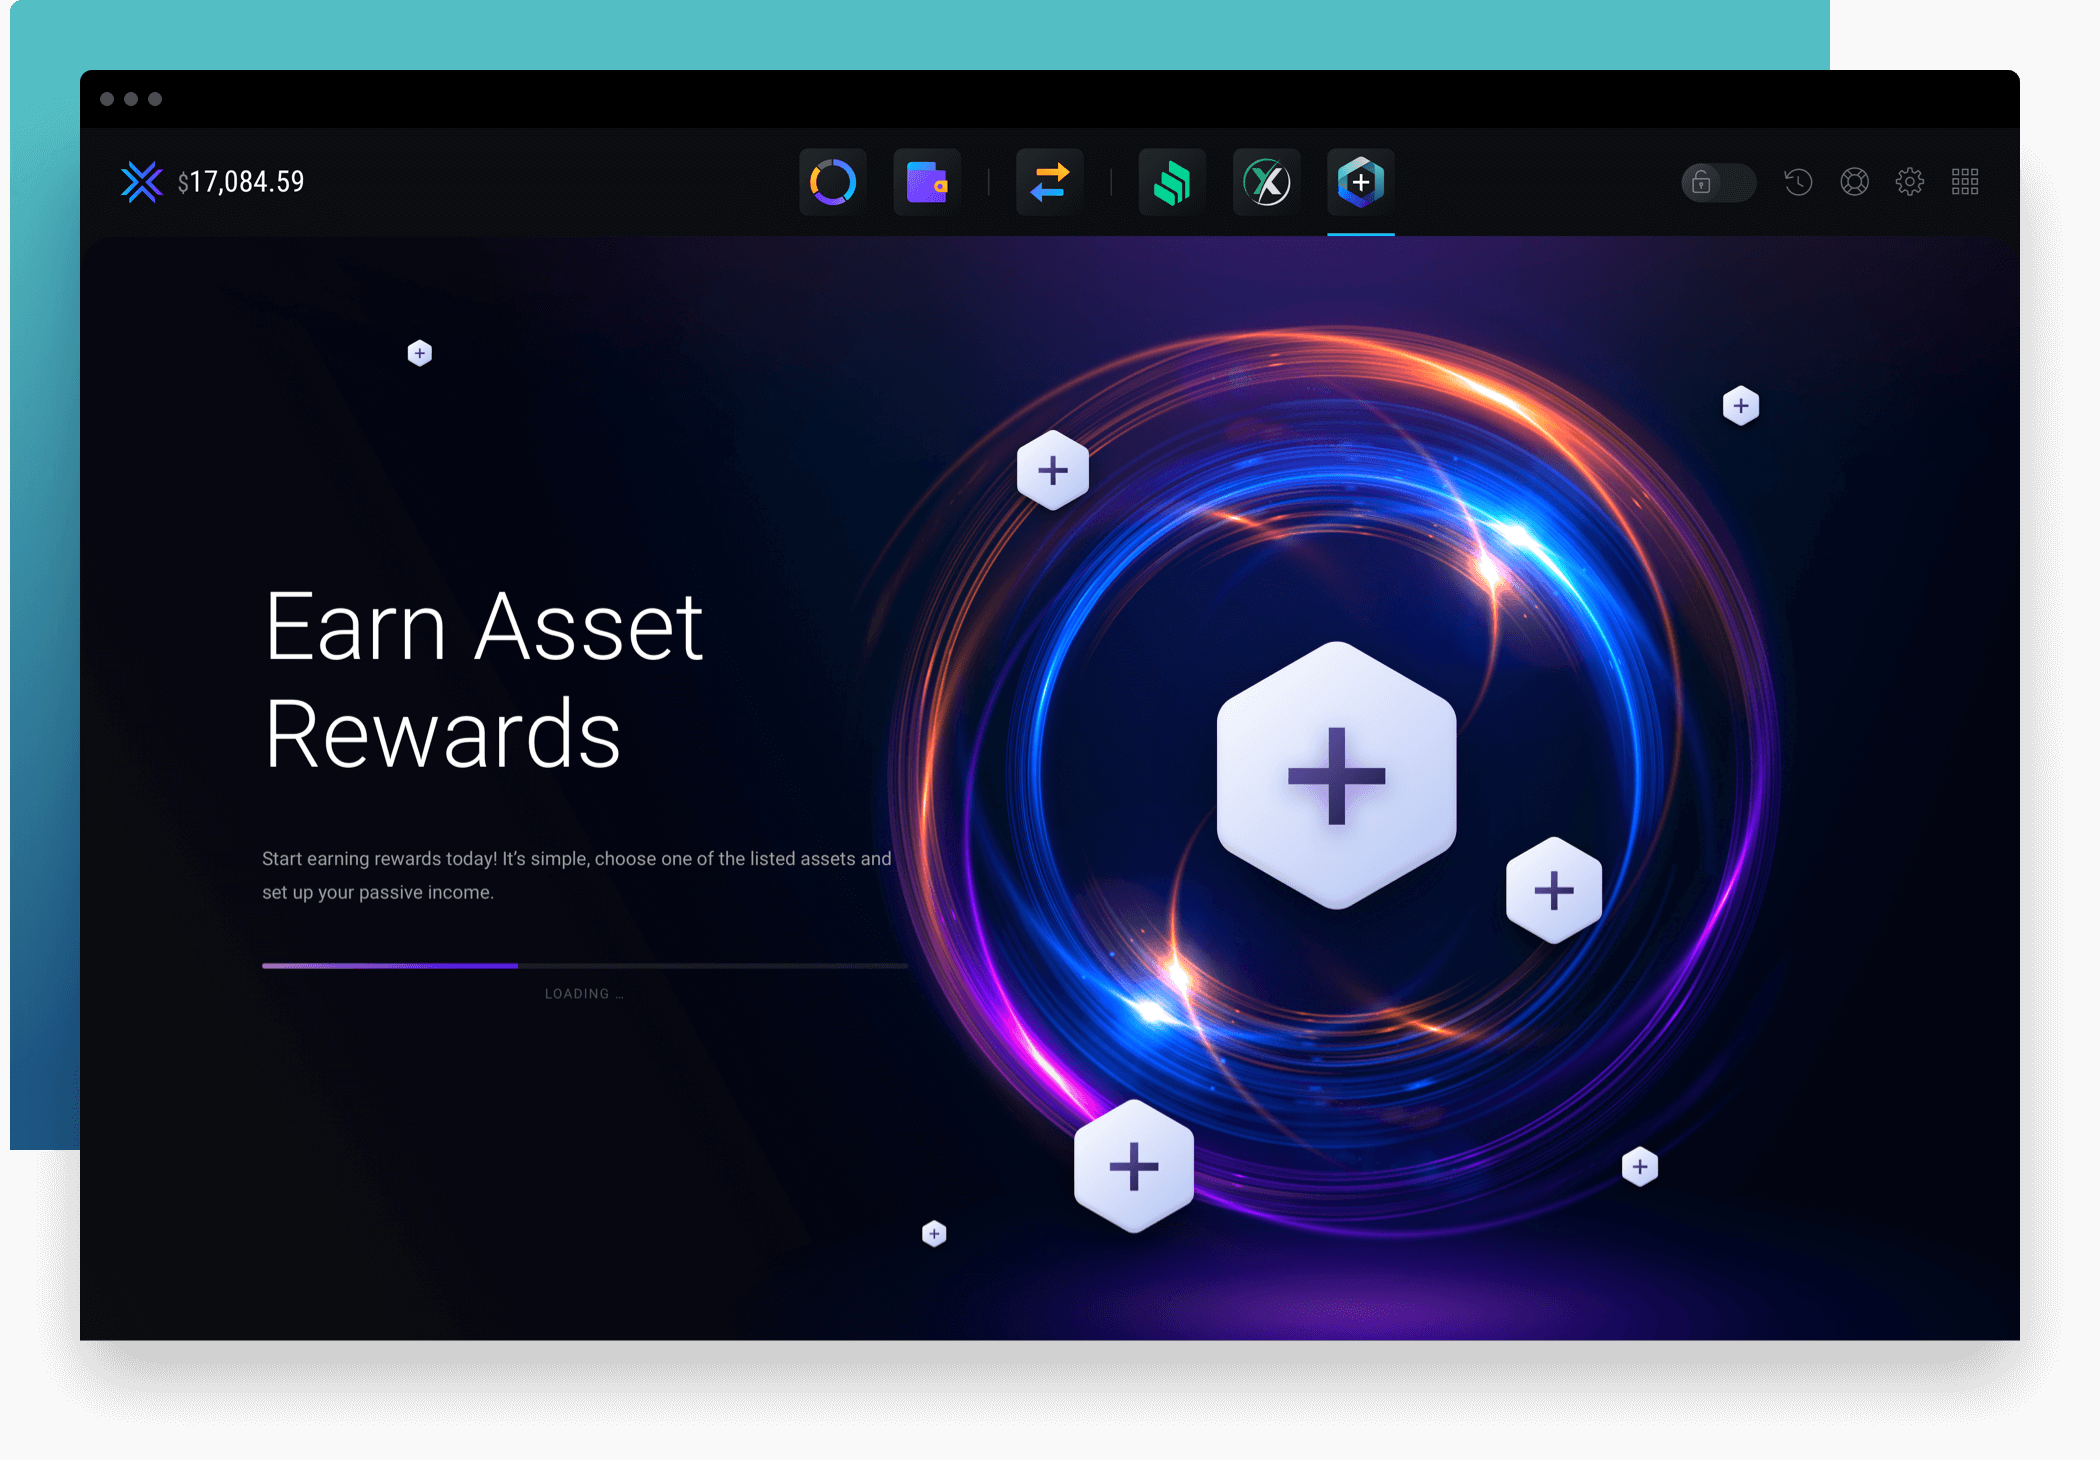 $17,084.59
Earn Asset
Rewards
Start earning rewards today! It’s simple, choose one of the listed assets and
set up your passive income.
LOADING ...